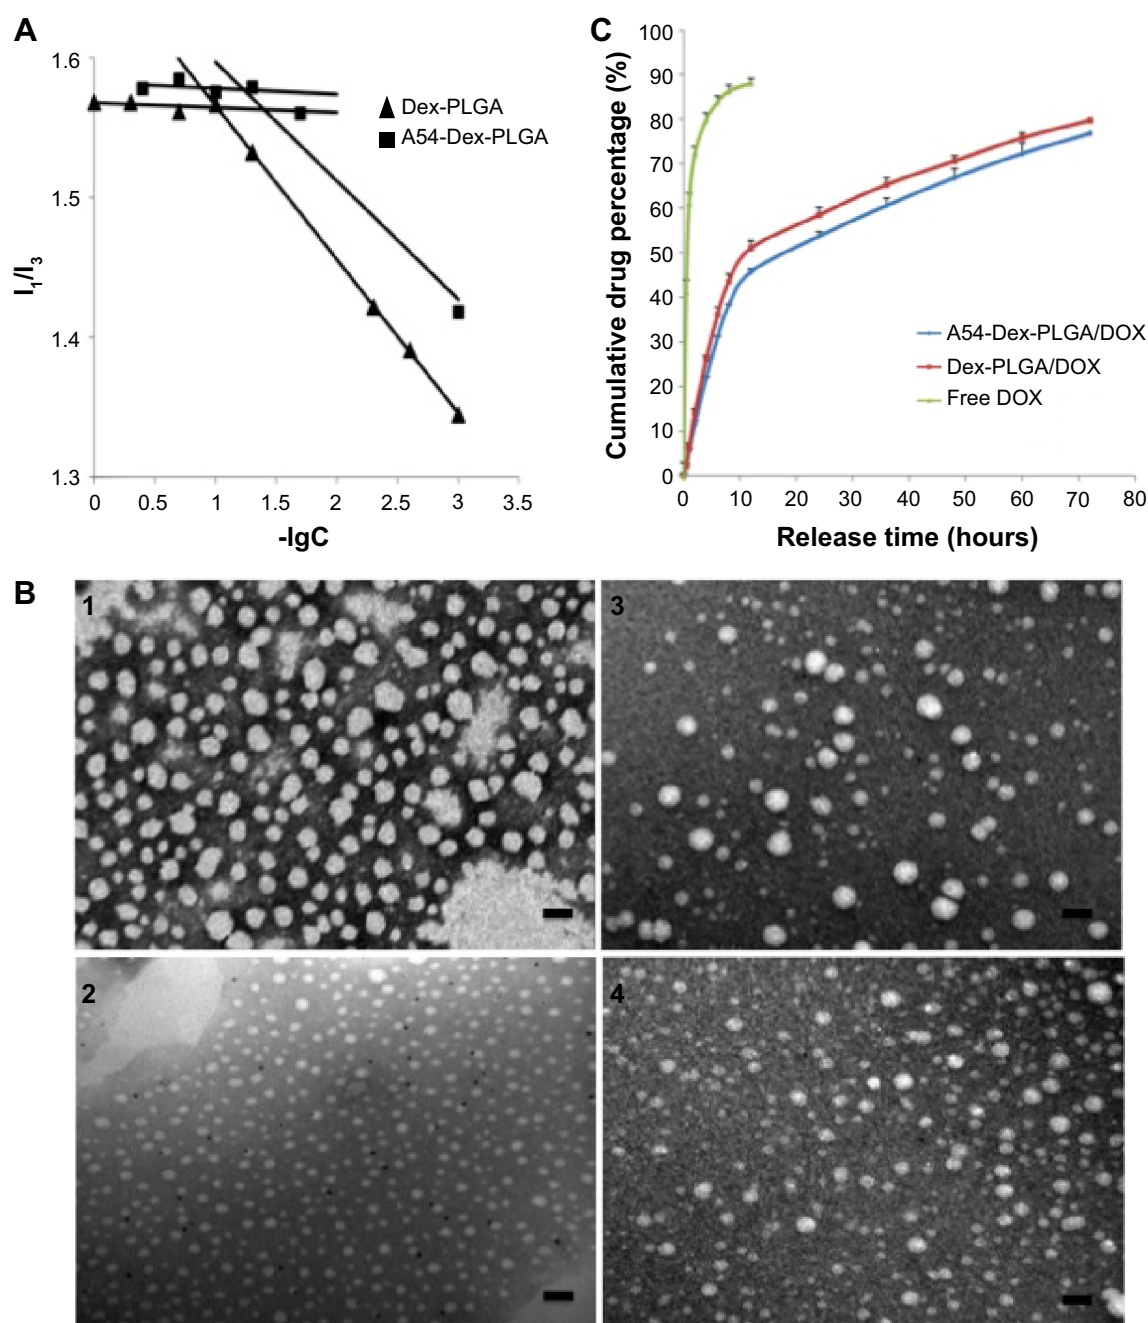 A
1.6
1.5
1.4
1.3
I1/I3
0 0.5 1 1.5 2 2.5 3 3.5
-lgC
Dex-PLGA
A54-Dex-PLGA
C
100
90
80
70
60
50
40
30
20
10
0
Cumulative drug percentage (%)
0 10 20 30 40 50 60 70 80
Release time (hours)
A54-Dex-PLGA/DOX
Dex-PLGA/DOX
Free DOX
B
1
3
2
4